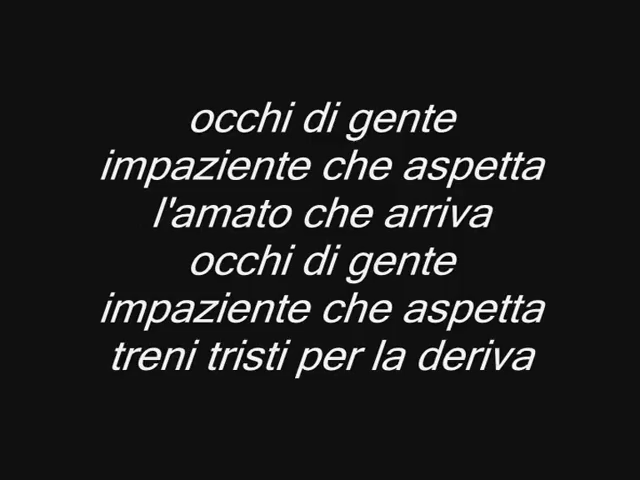 occhi di gente
impaziente che aspetta
l'amato che arriva
occhi di gente
impaziente che aspetta
treni tristi per la deriva